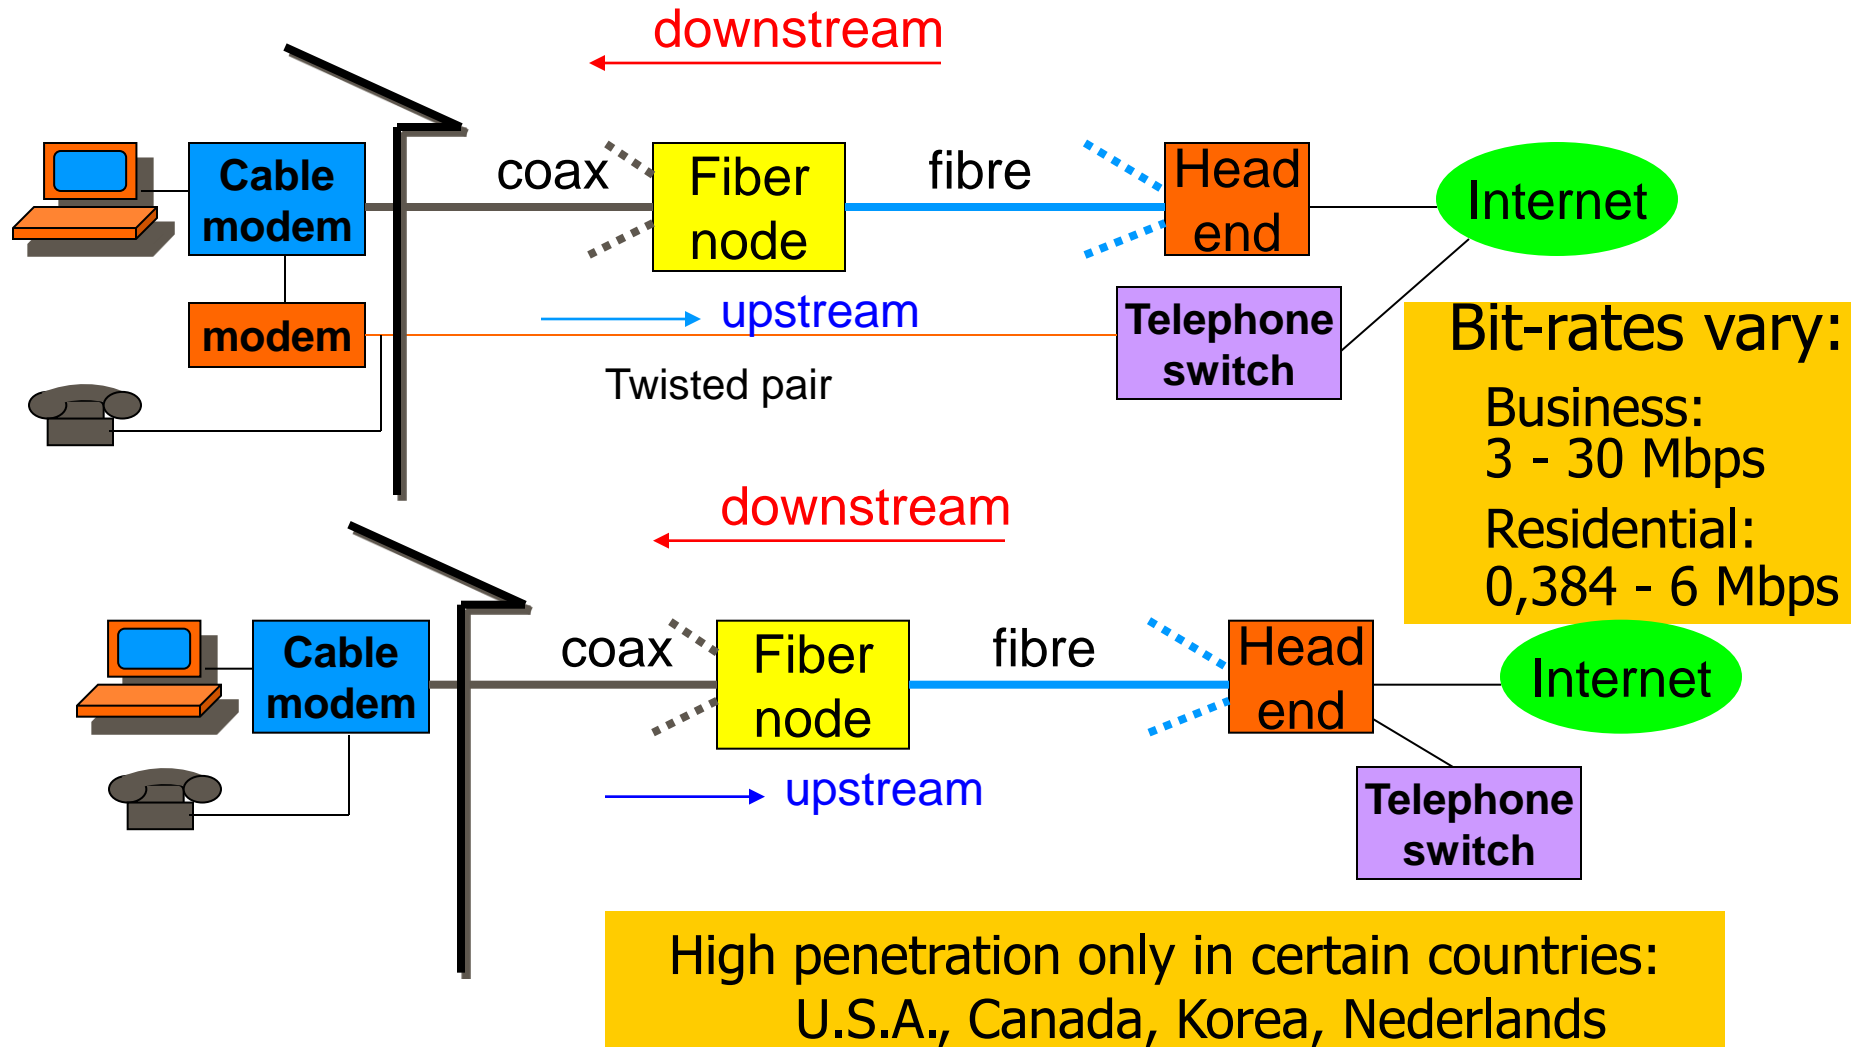 downstream
Cable
modem
coax
Fiber
node
fibre
Head
end
Internet
modem
upstream
Twisted pair
Telephone
switch
Bit-rates vary:
Business:
3 - 30 Mbps
Residential:
0,384 - 6 Mbps
downstream
Cable
modem
coax
Fiber
node
fibre
Head
end
Internet
upstream
Telephone
switch
High penetration only in certain countries:
U.S.A., Canada, Korea, Nederlands